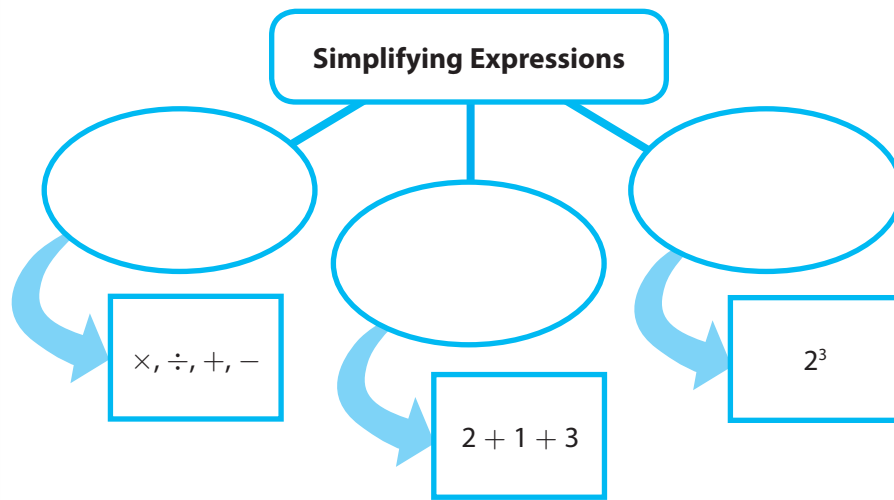 Simplifying Expressions
×, ÷, +, −
2 + 1 + 3
2³